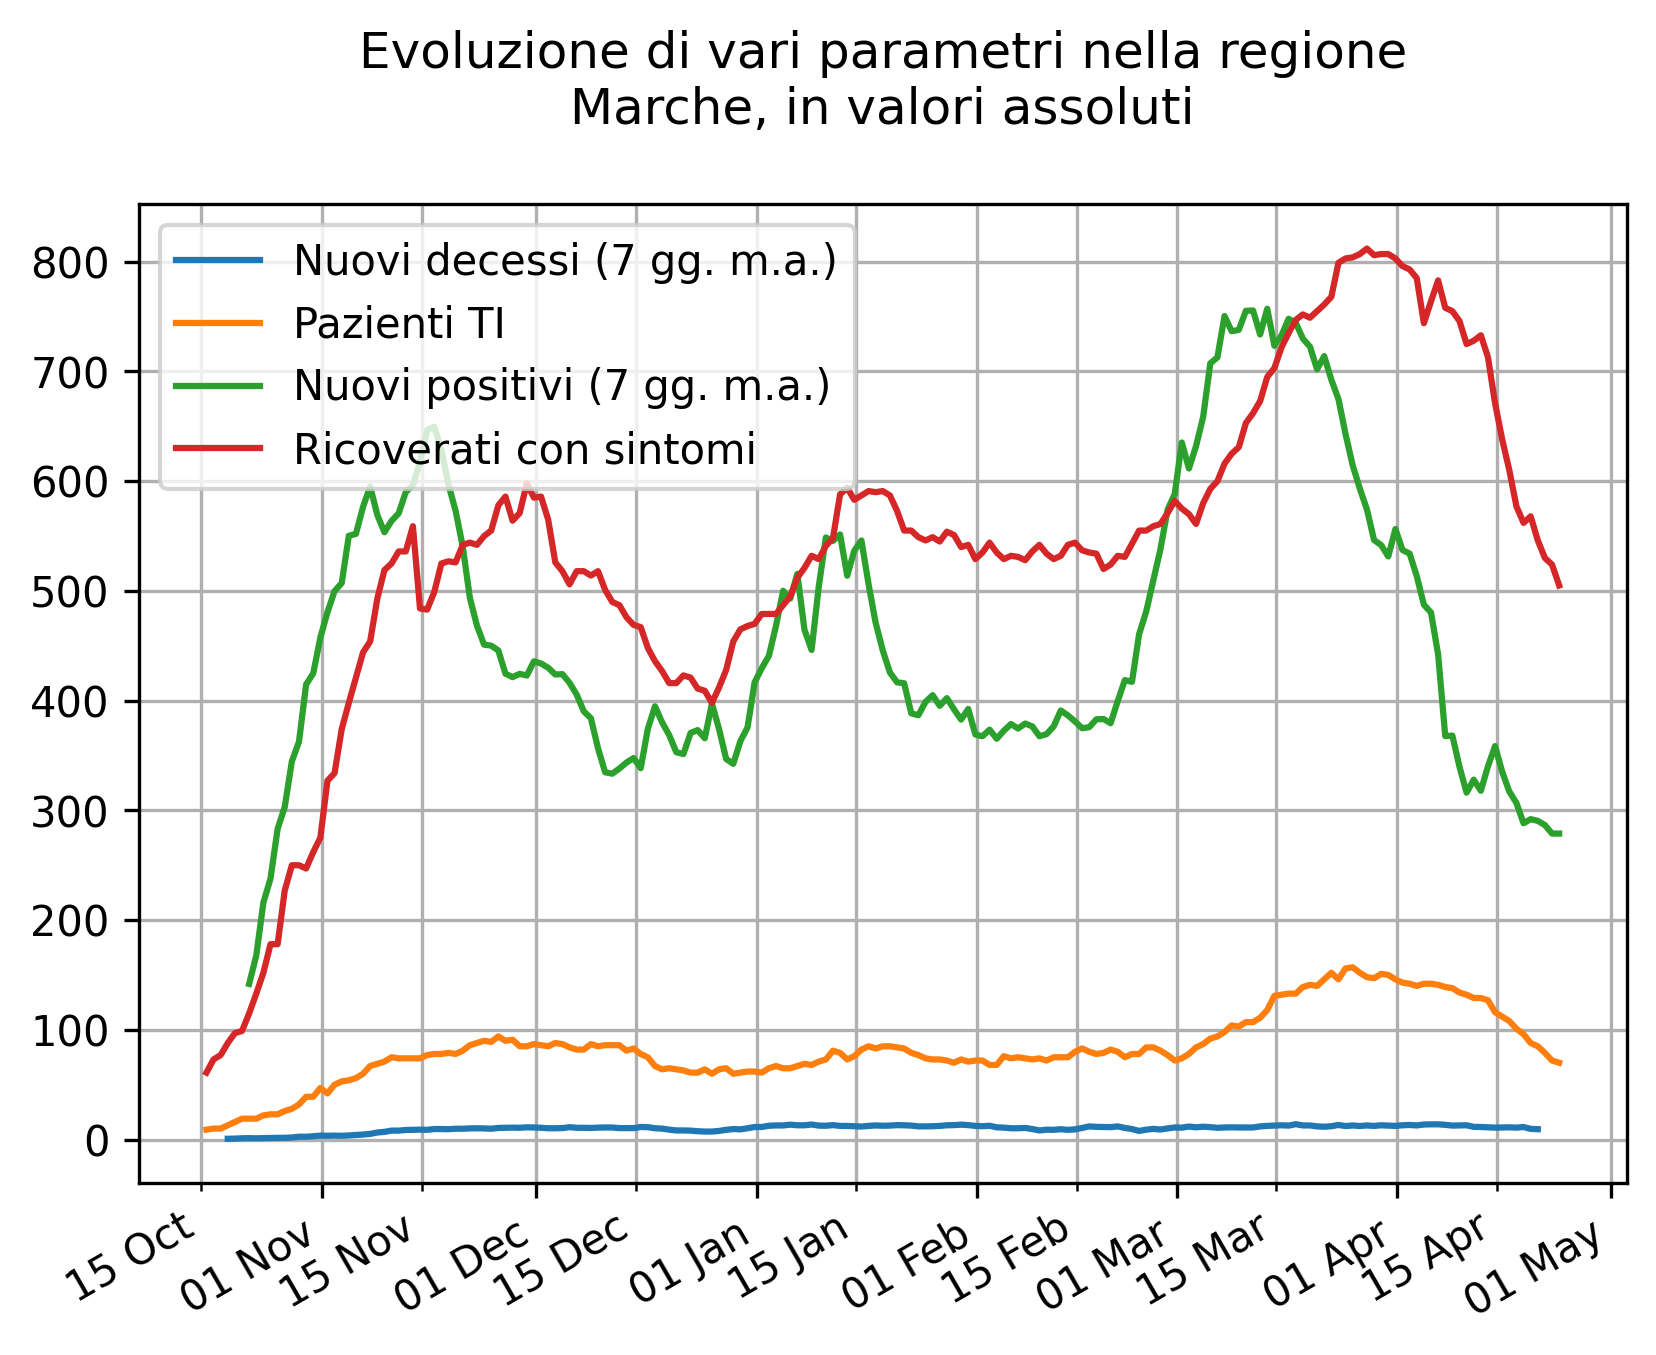 Evoluzione di vari parametri nella regione
Marche, in valori assoluti
Nuovi decessi (7 gg. m.a.)
Pazienti TI
Nuovi positivi (7 gg. m.a.)
Ricoverati con sintomi
800
700
600
500
400
300
200
100
0
15 Oct
01 Nov
15 Nov
01 Dec
15 Dec
01 Jan
15 Jan
01 Feb
15 Feb
01 Mar
15 Mar
01 Apr
15 Apr
01 May